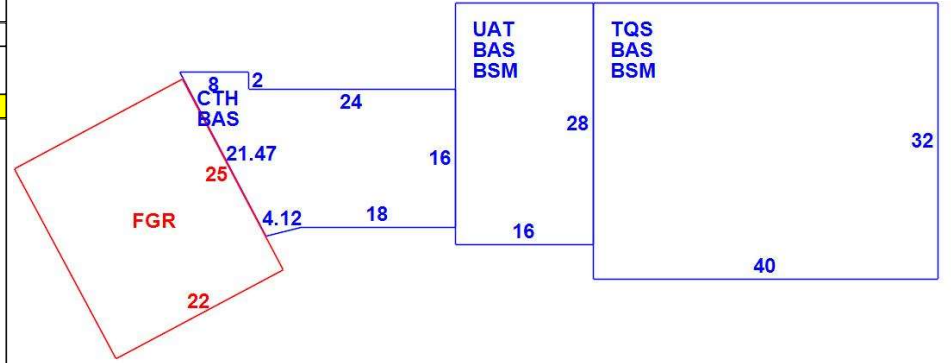 UAT
BAS
BSM
TQS
BAS
BSM
8
2
CTH
BAS
24
28
32
21.47
16
25
FGR
4.12
18
16
40
22